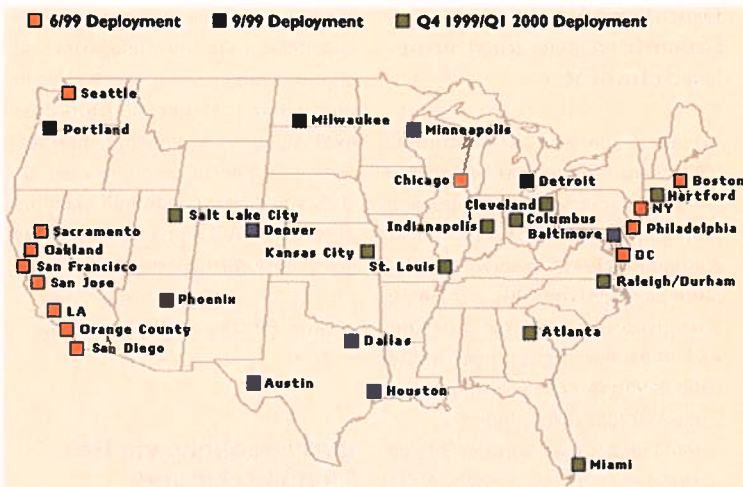 6/99 Deployment 9/99 Deployment Q4 1999/Q1 2000 Deployment
Seattle
Portland
Milwaukee
Minneapolis
Chicago
Detroit
Boston
Hartford
Cleveland
NY
Salt Lake City
Columbus
Indianapolis
Philadelphia
Sacramento
Denver
Baltimore
Oakland
Kansas City
DC
San Francisco
St. Louis
San Jose
Raleigh/Durham
Phoenix
LA
Orange County
Atlanta
Dallas
San Diego
Austin
Houston
Miami